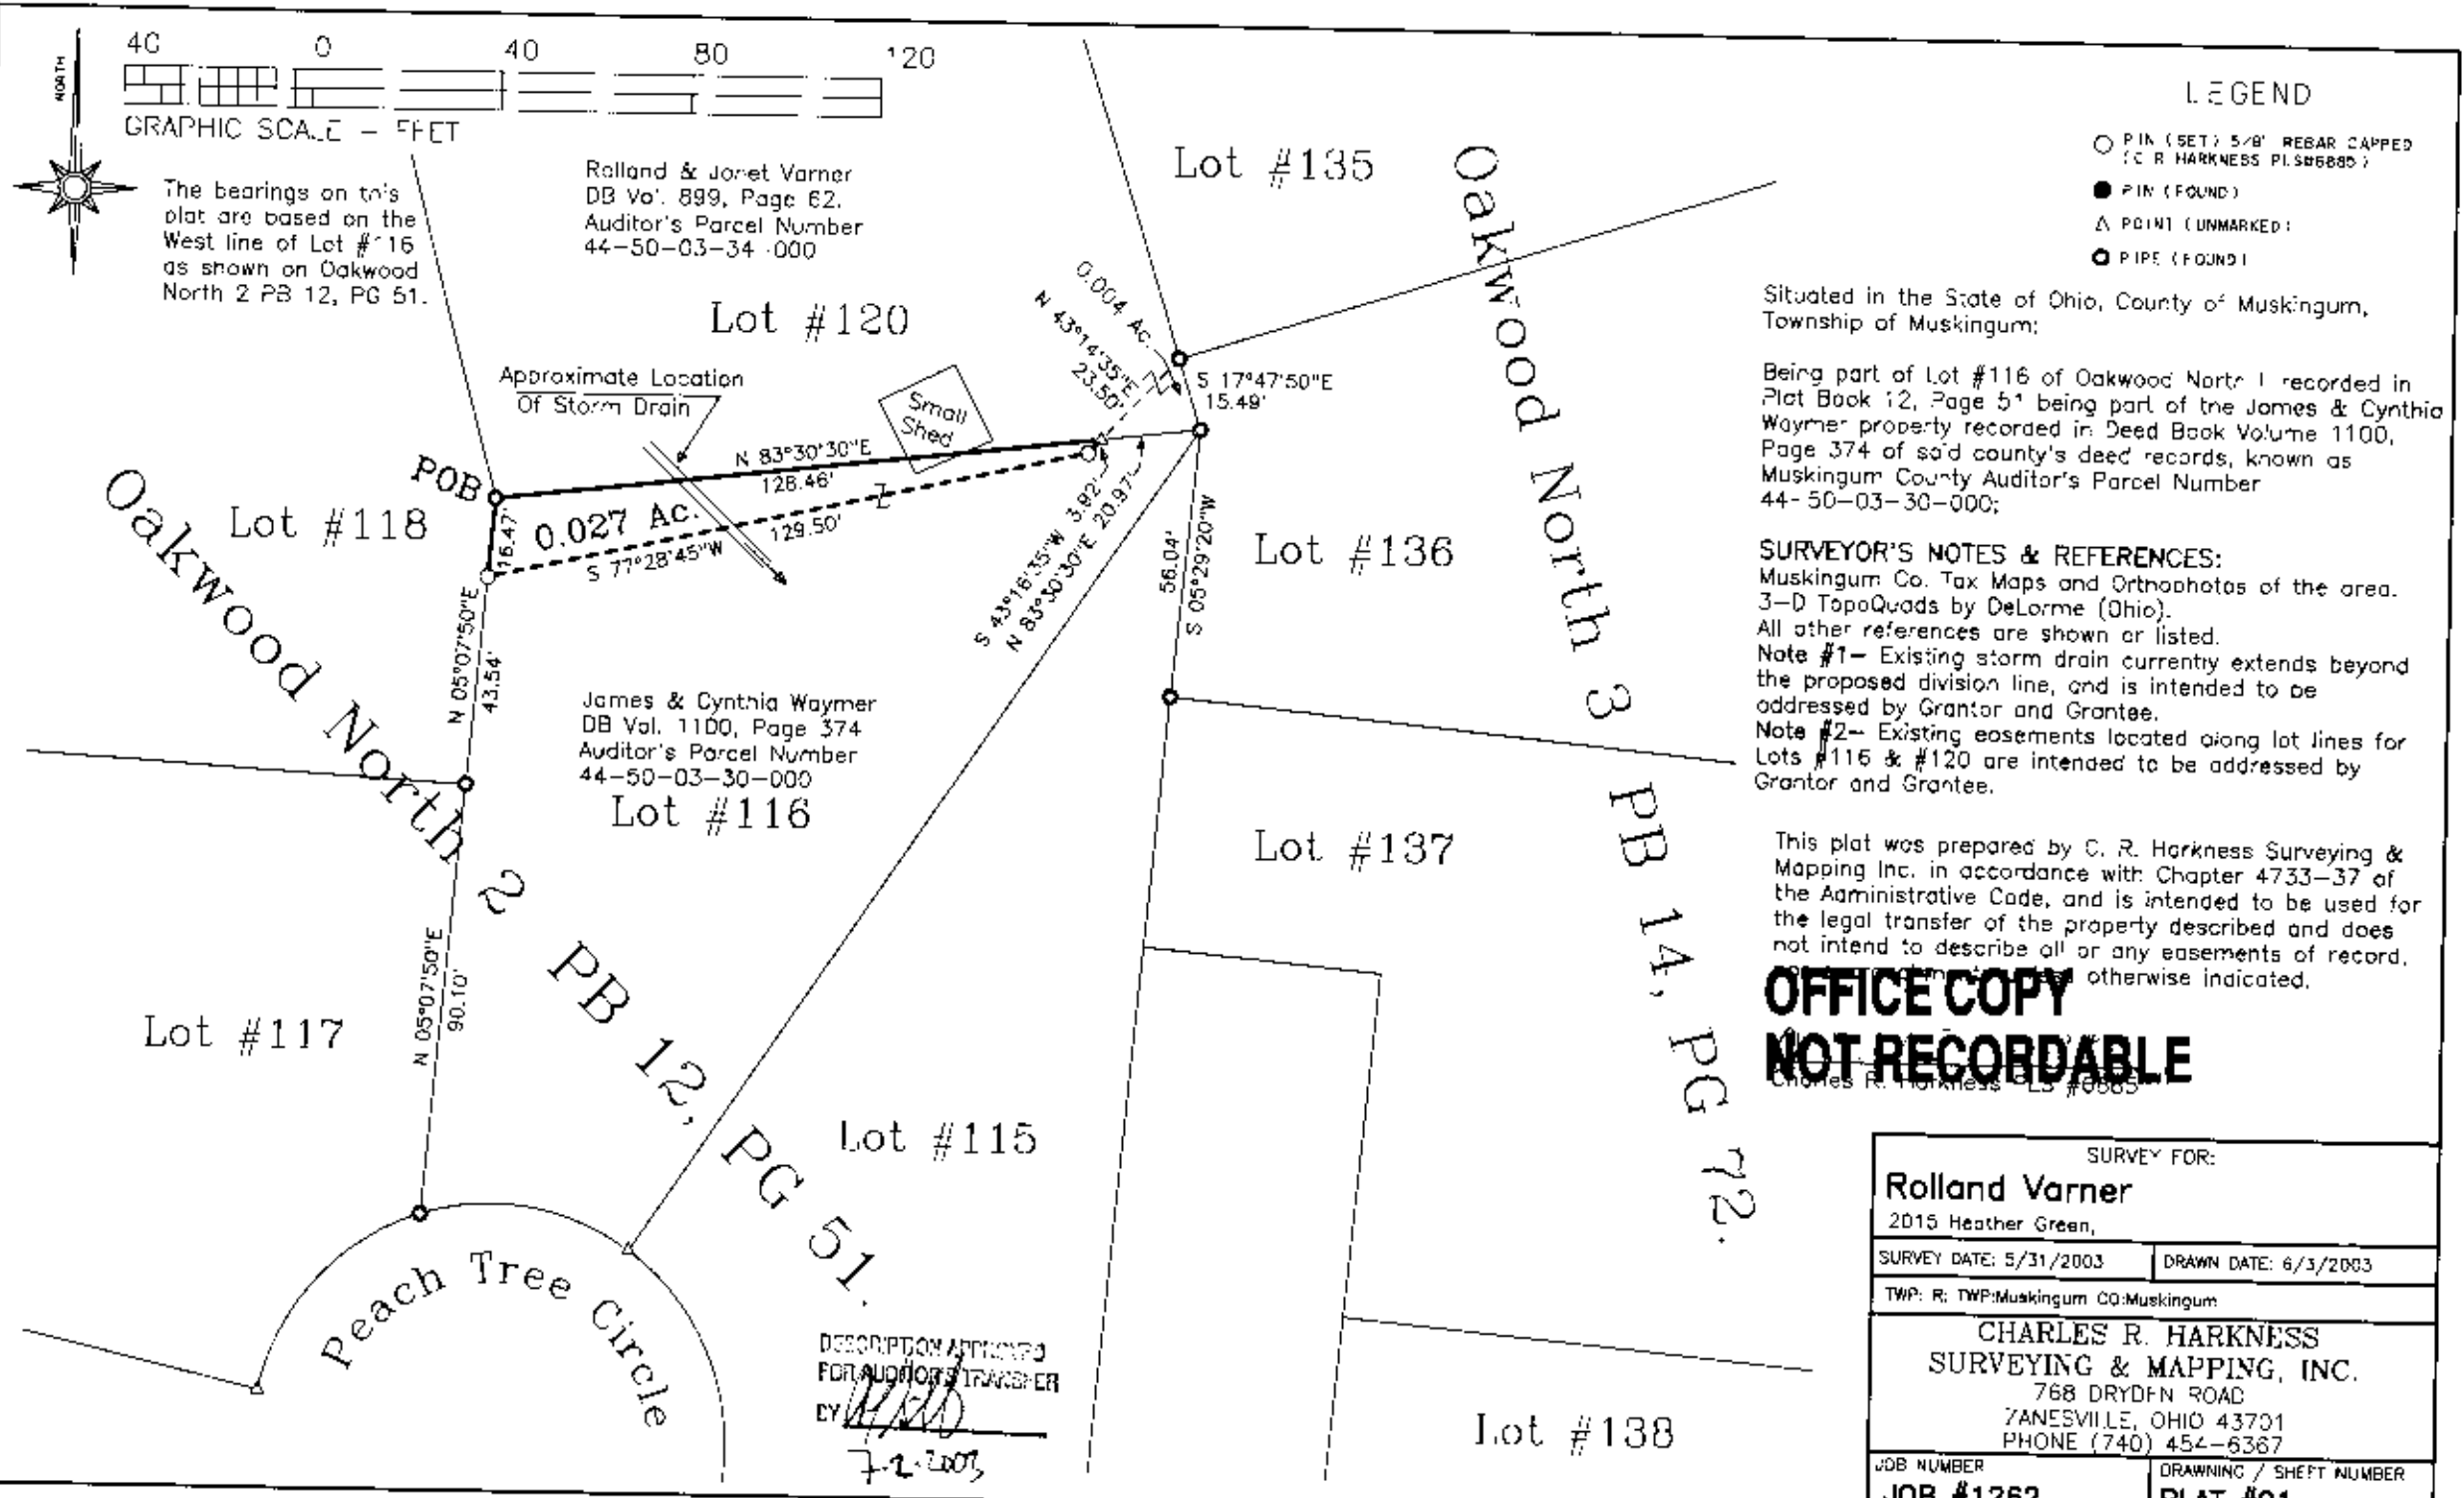 40 0 40 80 120
NORTH
GRAPHIC SCALE - FEET
The bearings on this
plat are based on the
West line of Lot #116
as shown on Oakwood
North 2 PB 12, PG 51.
Rolland & Janet Varner
DB Vol. 899, Page 62.
Auditor's Parcel Number
44-50-03-34-000
Lot #120
Lot #135
Approximate Location
Of Storm Drain
Small
Shed
0.004 Ac.
N 43°14'35"E
23.50'
S 17°47'50"E
15.49'
POB
N 83°30'30"E
128.46'
16.47'
0.027 Ac.
129.50'
S 77°28'45"W
S 43°16'35"W 3.82'
N 83°30'30"E 20.97'
56.04'
S 05°29'20"W
Lot #118
Lot #136
N 05°07'50"E
43.54'
James & Cynthia Waymer
DB Vol. 1100, Page 374
Auditor's Parcel Number
44-50-03-30-000
Lot #116
Lot #137
Oakwood North 2 PB 12, PG 51.
Oakwood North 3 PB 14, PG 72.
N 05°07'50"E
90.10'
Lot #117
Lot #115
Peach Tree Circle
Lot #138
DESCRIPTION APPROVED
FOR AUDITOR'S TRANSFER
BY
7-2-2003
LEGEND
PIN (SET) 5/8" REBAR CAPPED
(C R HARKNESS PLS#6885)
PIN (FOUND)
POINT (UNMARKED)
PIPE (FOUND)
Situated in the State of Ohio, County of Muskingum,
Township of Muskingum;
Being part of Lot #116 of Oakwood North recorded in
Plat Book 12, Page 51 being part of the James & Cynthia
Waymer property recorded in Deed Book Volume 1100,
Page 374 of said county's deed records, known as
Muskingum County Auditor's Parcel Number
44-50-03-30-000;
SURVEYOR'S NOTES & REFERENCES:
Muskingum Co. Tax Maps and Orthophotos of the area.
3-D TopoQuads by DeLorme (Ohio).
All other references are shown or listed.
Note #1- Existing storm drain currently extends beyond
the proposed division line, and is intended to be
addressed by Grantor and Grantee.
Note #2- Existing easements located along lot lines for
Lots #116 & #120 are intended to be addressed by
Grantor and Grantee.
This plat was prepared by C. R. Harkness Surveying &
Mapping Inc. in accordance with Chapter 4733-37 of
the Administrative Code, and is intended to be used for
the legal transfer of the property described and does
not intend to describe all or any easements of record,
otherwise indicated.
OFFICE COPY
NOT RECORDABLE
Charles R. Harkness PLS #6885
SURVEY FOR:
Rolland Varner
2015 Heather Green,
SURVEY DATE: 5/31/2003 DRAWN DATE: 6/3/2003
TWP: R: TWP:Muskingum CO:Muskingum
CHARLES R. HARKNESS
SURVEYING & MAPPING, INC.
768 DRYDEN ROAD
ZANESVILLE, OHIO 43701
PHONE (740) 454-6367
JOB NUMBER DRAWNING / SHEET NUMBER
JOB #1262 PLAT #01